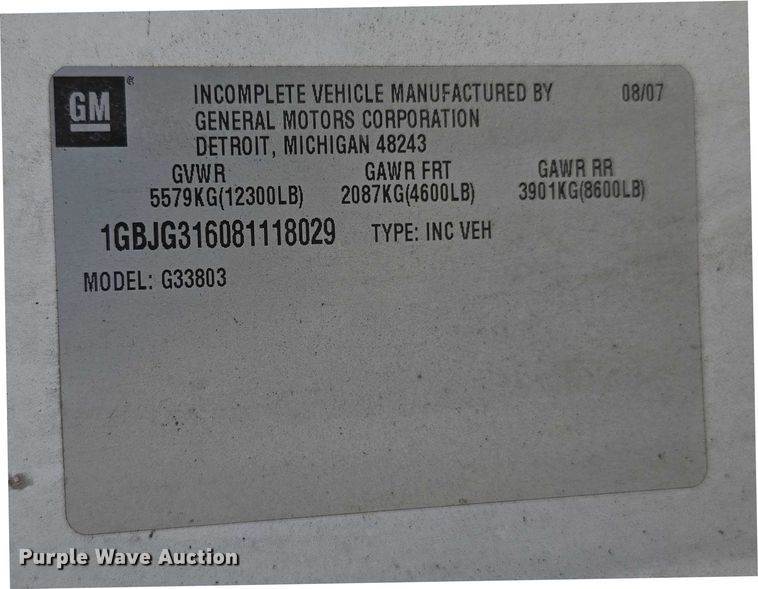 GM ®
INCOMPLETE VEHICLE MANUFACTURED BY 08/07
GENERAL MOTORS CORPORATION
DETROIT, MICHIGAN 48243
GVWR GAWR FRT GAWR RR
5579KG(12300LB) 2087KG(4600LB) 3901KG(8600LB)
1GBJG316081118029 TYPE: INC VEH
MODEL: G33803
Purple Wave Auction